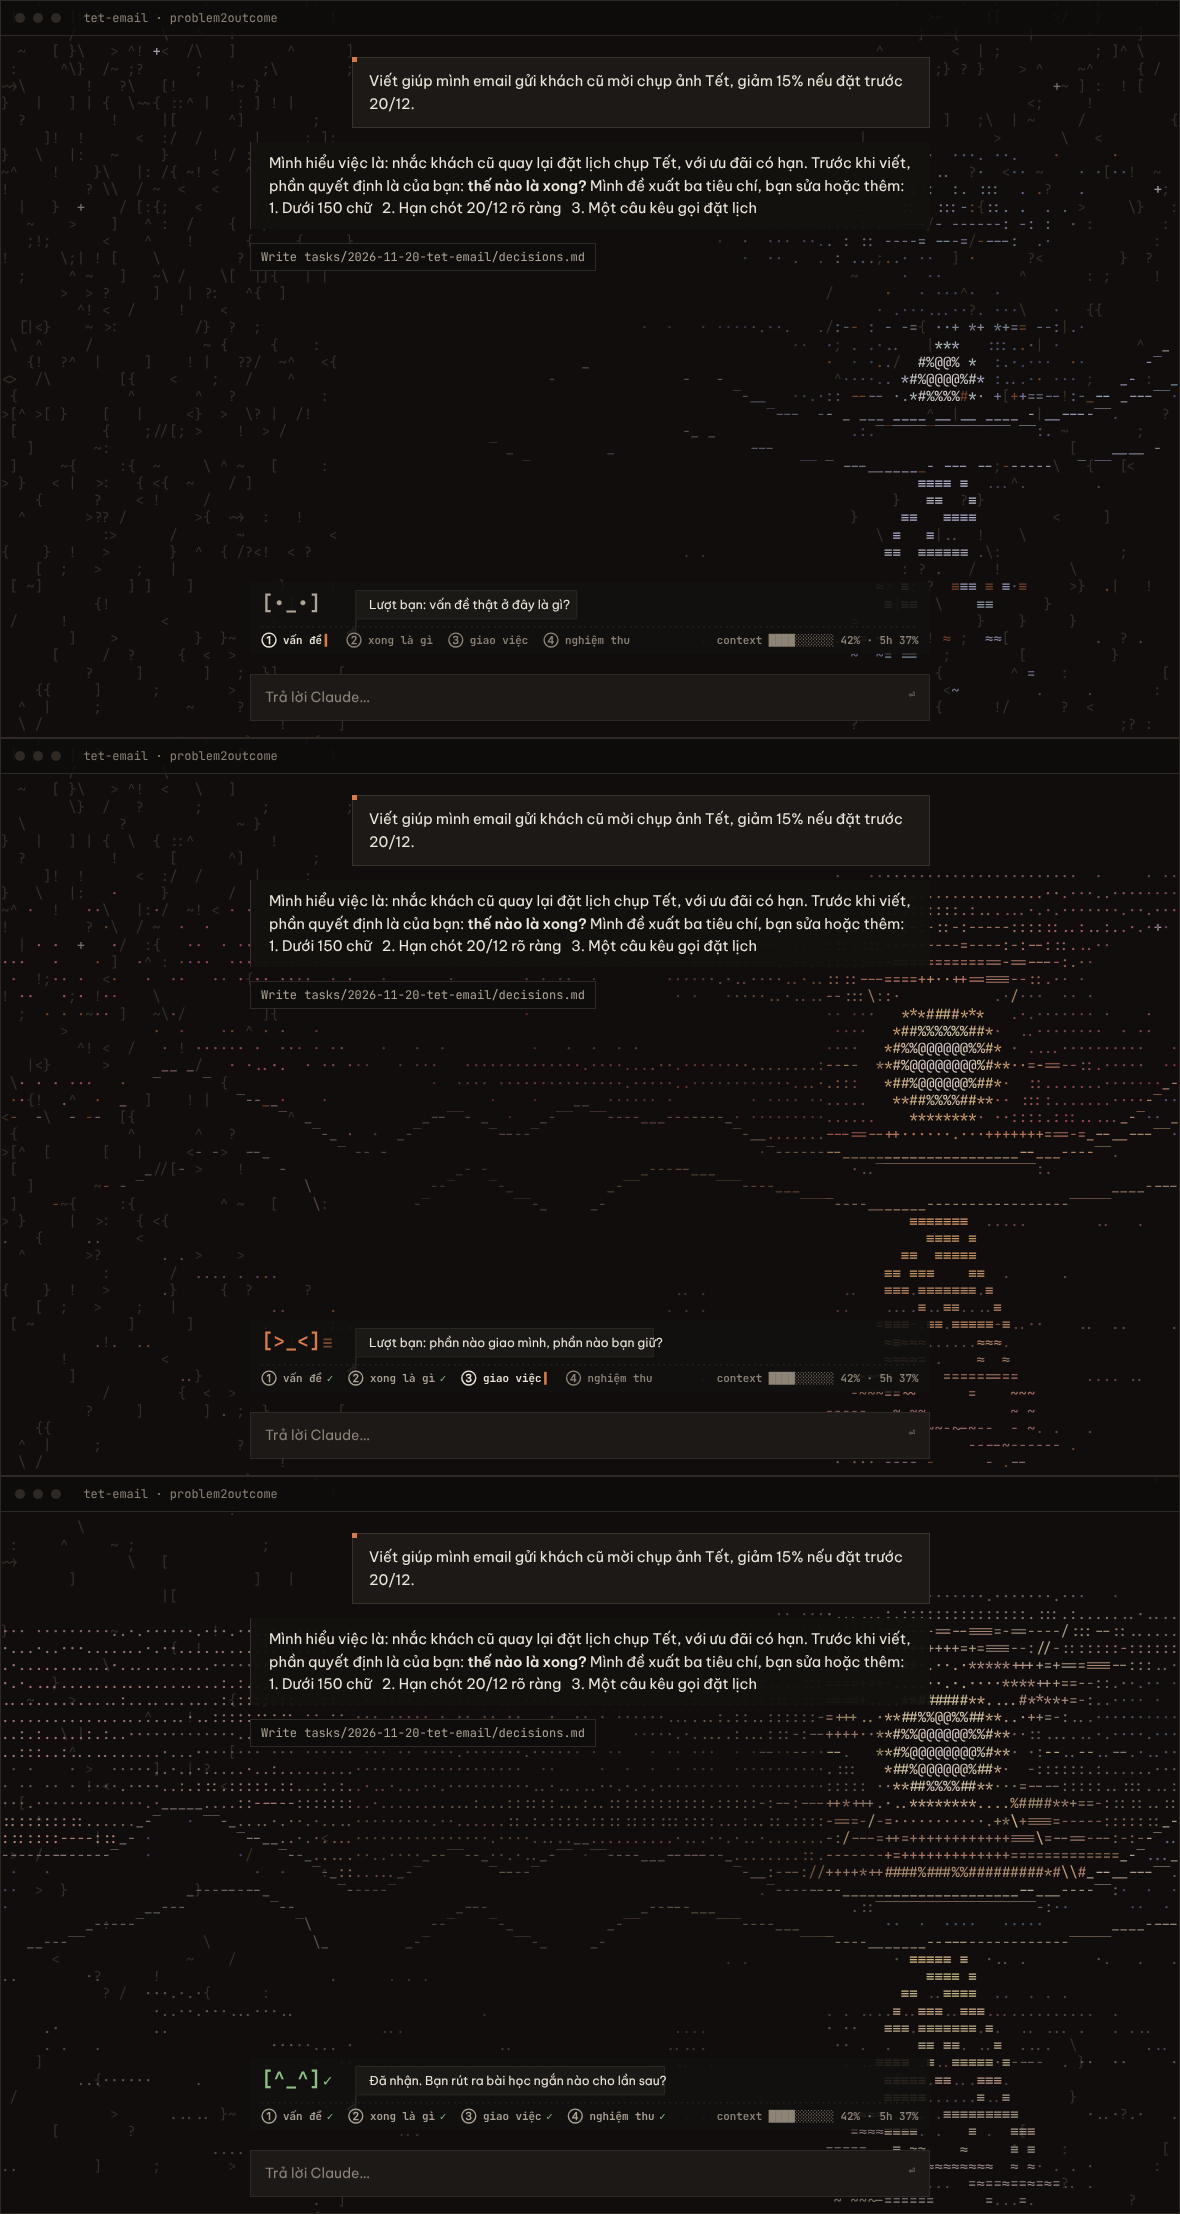 tet-email · problem2outcome
Viết giúp mình email gửi khách cũ mời chụp ảnh Tết, giảm 15% nếu đặt trước
20/12.
Mình hiểu việc là: nhắc khách cũ quay lại đặt lịch chụp Tết, với ưu đãi có hạn. Trước khi viết,
phần quyết định là của bạn: thế nào là xong? Mình đề xuất ba tiêu chí, bạn sửa hoặc thêm:
1. Dưới 150 chữ 2. Hạn chót 20/12 rõ ràng 3. Một câu kêu gọi đặt lịch
Write tasks/2026-11-20-tet-email/decisions.md
[•_•] Lượt bạn: vấn đề thật ở đây là gì?
① vấn đề ② xong là gì ③ giao việc ④ nghiệm thu context ████░░░░░░ 42% · 5h 37%
Trả lời Claude... ⏎
tet-email · problem2outcome
Viết giúp mình email gửi khách cũ mời chụp ảnh Tết, giảm 15% nếu đặt trước
20/12.
Mình hiểu việc là: nhắc khách cũ quay lại đặt lịch chụp Tết, với ưu đãi có hạn. Trước khi viết,
phần quyết định là của bạn: thế nào là xong? Mình đề xuất ba tiêu chí, bạn sửa hoặc thêm:
1. Dưới 150 chữ 2. Hạn chót 20/12 rõ ràng 3. Một câu kêu gọi đặt lịch
Write tasks/2026-11-20-tet-email/decisions.md
[>_<]≡ Lượt bạn: phần nào giao mình, phần nào bạn giữ?
① vấn đề ✓ ② xong là gì ✓ ③ giao việc ④ nghiệm thu context ████░░░░░░ 42% · 5h 37%
Trả lời Claude... ⏎
tet-email · problem2outcome
Viết giúp mình email gửi khách cũ mời chụp ảnh Tết, giảm 15% nếu đặt trước
20/12.
Mình hiểu việc là: nhắc khách cũ quay lại đặt lịch chụp Tết, với ưu đãi có hạn. Trước khi viết,
phần quyết định là của bạn: thế nào là xong? Mình đề xuất ba tiêu chí, bạn sửa hoặc thêm:
1. Dưới 150 chữ 2. Hạn chót 20/12 rõ ràng 3. Một câu kêu gọi đặt lịch
Write tasks/2026-11-20-tet-email/decisions.md
[^_^]✓ Đã nhận. Bạn rút ra bài học ngắn nào cho lần sau?
① vấn đề ✓ ② xong là gì ✓ ③ giao việc ✓ ④ nghiệm thu ✓ context ████░░░░░░ 42% · 5h 37%
Trả lời Claude... ⏎